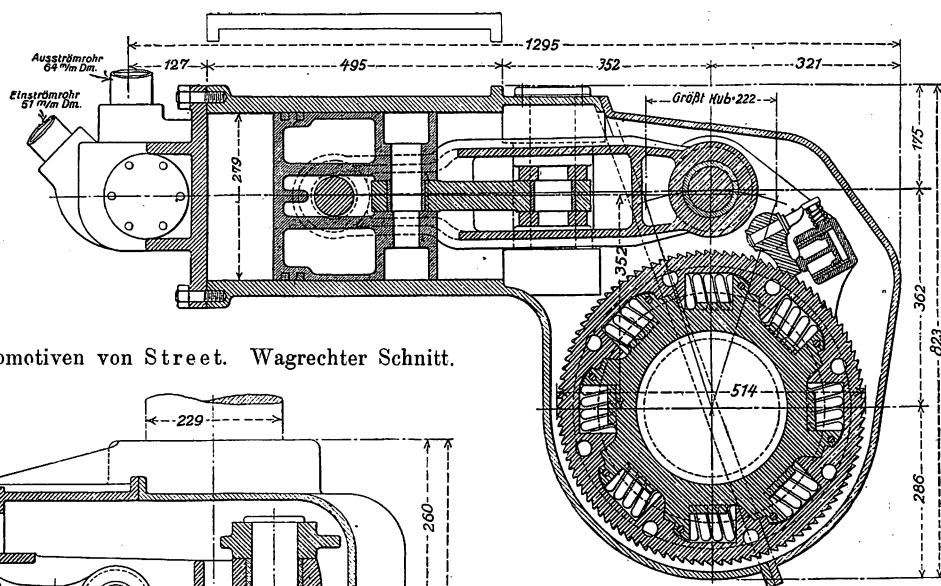 1295
Ausströmrohr
64 m/m Dm.
127
495
352
321
Einströmrohr
51 m/m Dm.
Größt Hub·222
175
279
352
362
823
omotiven von Street. Wagrechter Schnitt.
514
229
260
286